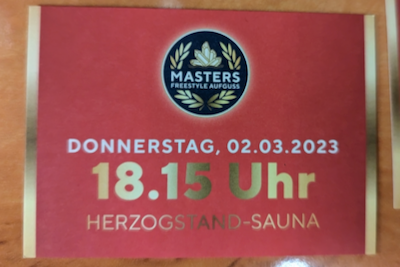 MASTERS
FREESTYLE AUFGUSS
DONNERSTAG, 02.03.2023
18.15 Uhr
HERZOGSTAND-SAUNA